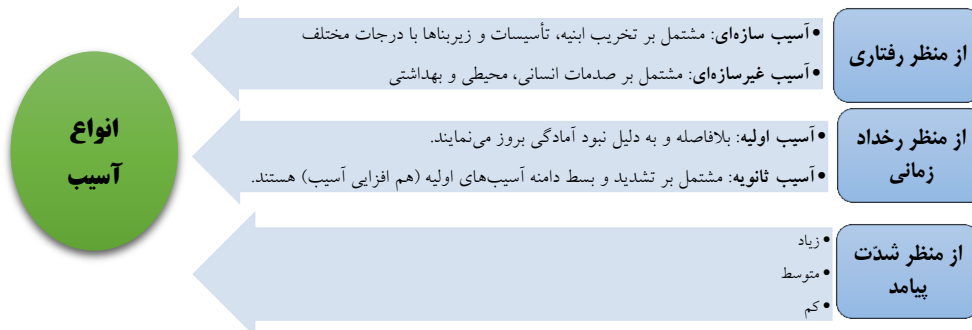 از منظر رفتاری
•آسیب سازه‌ای: مشتمل بر تخریب ابنیه، تأسیسات و زیربناها با درجات مختلف
•آسیب غیرسازه‌ای: مشتمل بر صدمات انسانی، محیطی و بهداشتی
از منظر رخداد
زمانی
•آسیب اولیه: بلافاصله و به دلیل نبود آمادگی بروز می‌نمایند.
•آسیب ثانویه: مشتمل بر تشدید و بسط دامنه آسیب‌های اولیه (هم افزایی آسیب) هستند.
از منظر شدّت
پیامد
•زیاد
•متوسط
•کم
انواع
آسیب